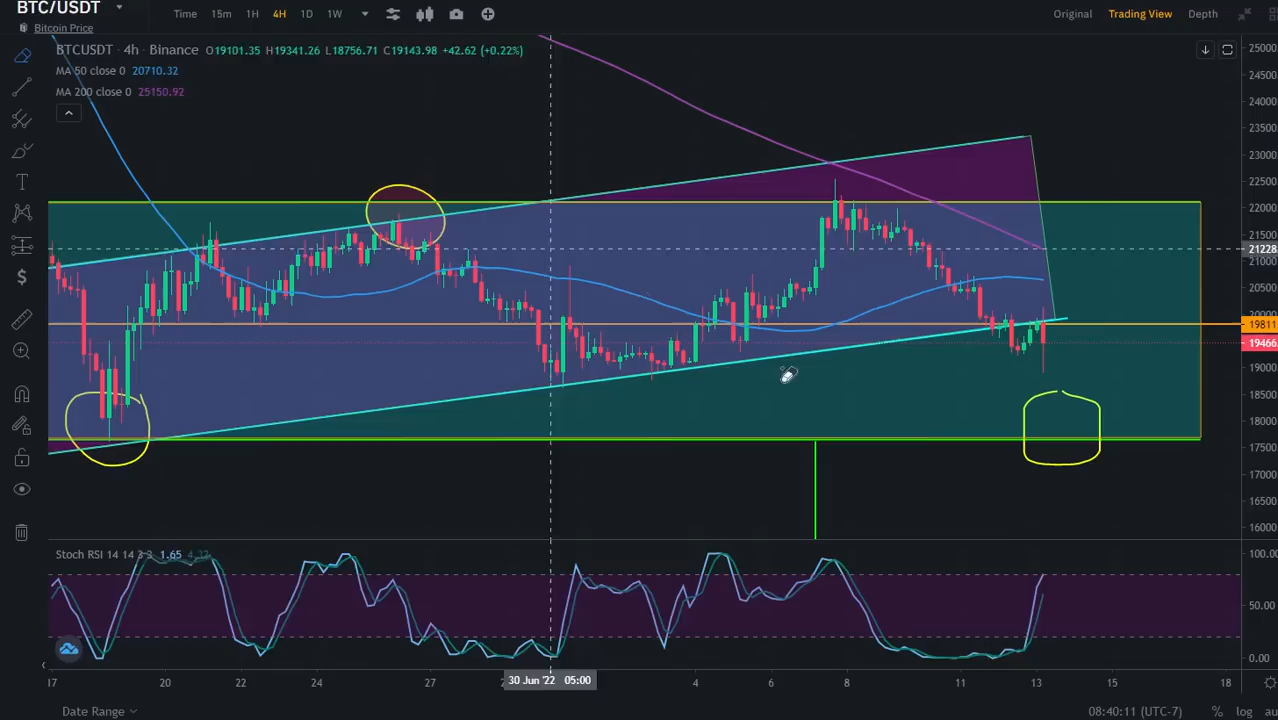 BTC/USDT
Bitcoin Price
Time 15m 1H 4H 1D 1W
Original Trading View Depth
BTCUSDT · 4h · Binance O19101.35 H19341.26 L18756.71 C19143.98 +42.62 (+0.22%)
MA 50 close 0 20710.32
MA 200 close 0 25150.92
25000
24000
23500
23000
22500
22000
21228
21000
20500
20000
19811
19466
19000
18500
18000
17500
17000
16500
16000
Stoch RSI 14 14 3 3 1.65 4.22
100.00
50.00
0.00
17 20 22 24 27 30 Jun '22 05:00 4 6 8 11 13 15 18
Date Range
08:40:11 (UTC-7) % log au